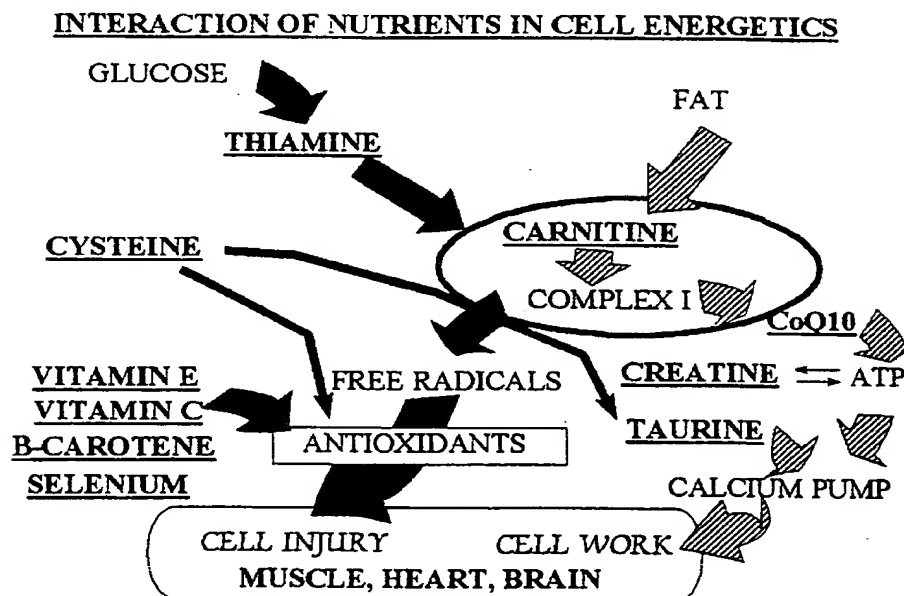 INTERACTION OF NUTRIENTS IN CELL ENERGETICS
GLUCOSE
FAT
THIAMINE
CYSTEINE
CARNITINE
COMPLEX I
CoQ10
VITAMIN E
FREE RADICALS
CREATINE
ATP
VITAMIN C
B-CAROTENE
ANTIOXIDANTS
TAURINE
SELENIUM
CALCIUM PUMP
CELL INJURY
CELL WORK
MUSCLE, HEART, BRAIN